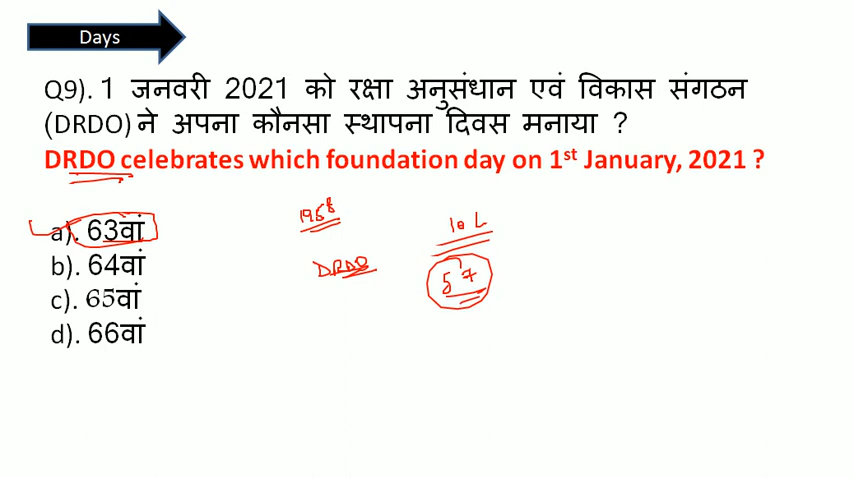 Days
Q9). 1 जनवरी 2021 को रक्षा अनुसंधान एवं विकास संगठन
(DRDO) ने अपना कौनसा स्थापना दिवस मनाया ?
DRDO celebrates which foundation day on 1st January, 2021 ?
a). 63वां
b). 64वां
c). 65वां
d). 66वां
1958
DRDO
10 L
57